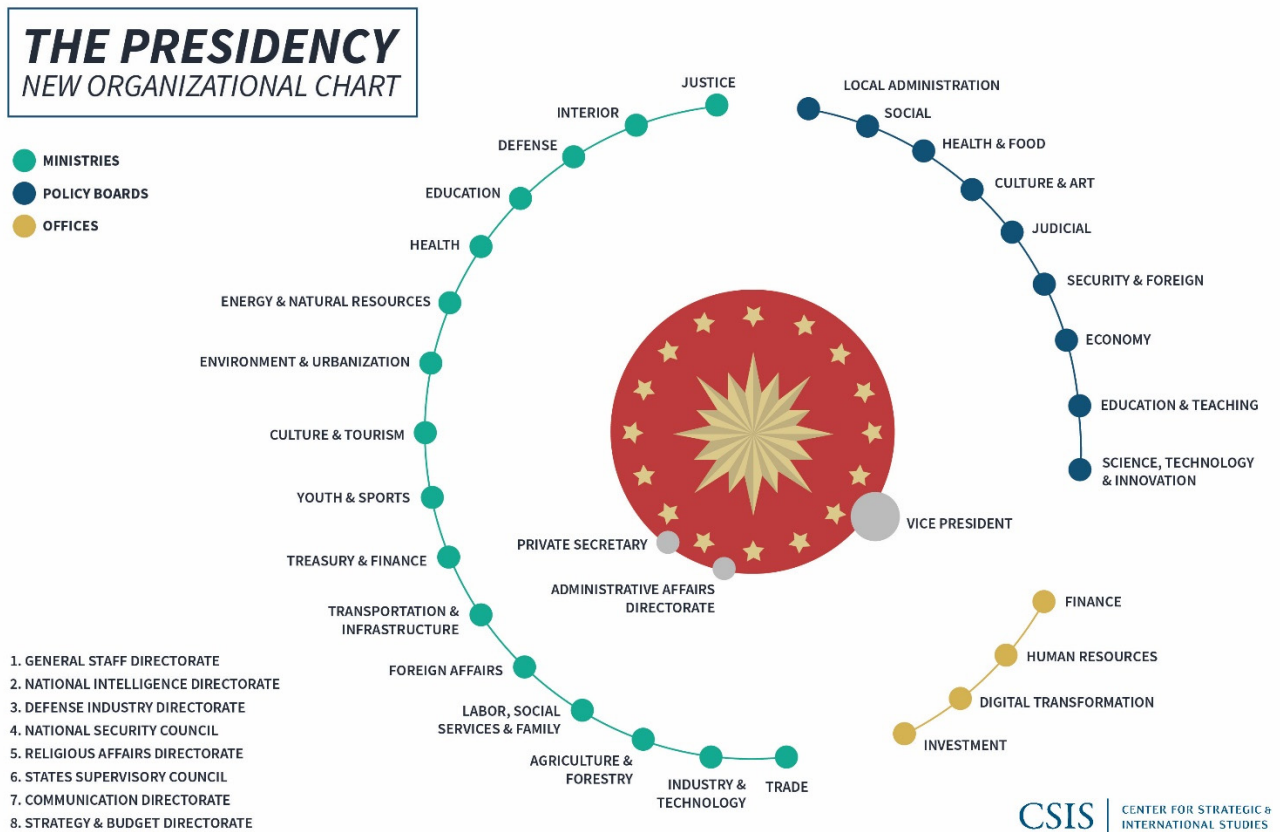 THE PRESIDENCY
NEW ORGANIZATIONAL CHART
MINISTRIES
POLICY BOARDS
OFFICES
JUSTICE
INTERIOR
DEFENSE
EDUCATION
HEALTH
ENERGY & NATURAL RESOURCES
ENVIRONMENT & URBANIZATION
CULTURE & TOURISM
YOUTH & SPORTS
TREASURY & FINANCE
TRANSPORTATION &
INFRASTRUCTURE
FOREIGN AFFAIRS
LABOR, SOCIAL
SERVICES & FAMILY
AGRICULTURE &
FORESTRY
INDUSTRY &
TECHNOLOGY
TRADE
LOCAL ADMINISTRATION
SOCIAL
HEALTH & FOOD
CULTURE & ART
JUDICIAL
SECURITY & FOREIGN
ECONOMY
EDUCATION & TEACHING
SCIENCE, TECHNOLOGY
& INNOVATION
VICE PRESIDENT
PRIVATE SECRETARY
ADMINISTRATIVE AFFAIRS
DIRECTORATE
FINANCE
HUMAN RESOURCES
DIGITAL TRANSFORMATION
INVESTMENT
1. GENERAL STAFF DIRECTORATE
2. NATIONAL INTELLIGENCE DIRECTORATE
3. DEFENSE INDUSTRY DIRECTORATE
4. NATIONAL SECURITY COUNCIL
5. RELIGIOUS AFFAIRS DIRECTORATE
6. STATES SUPERVISORY COUNCIL
7. COMMUNICATION DIRECTORATE
8. STRATEGY & BUDGET DIRECTORATE
CSIS
CENTER FOR STRATEGIC &
INTERNATIONAL STUDIES